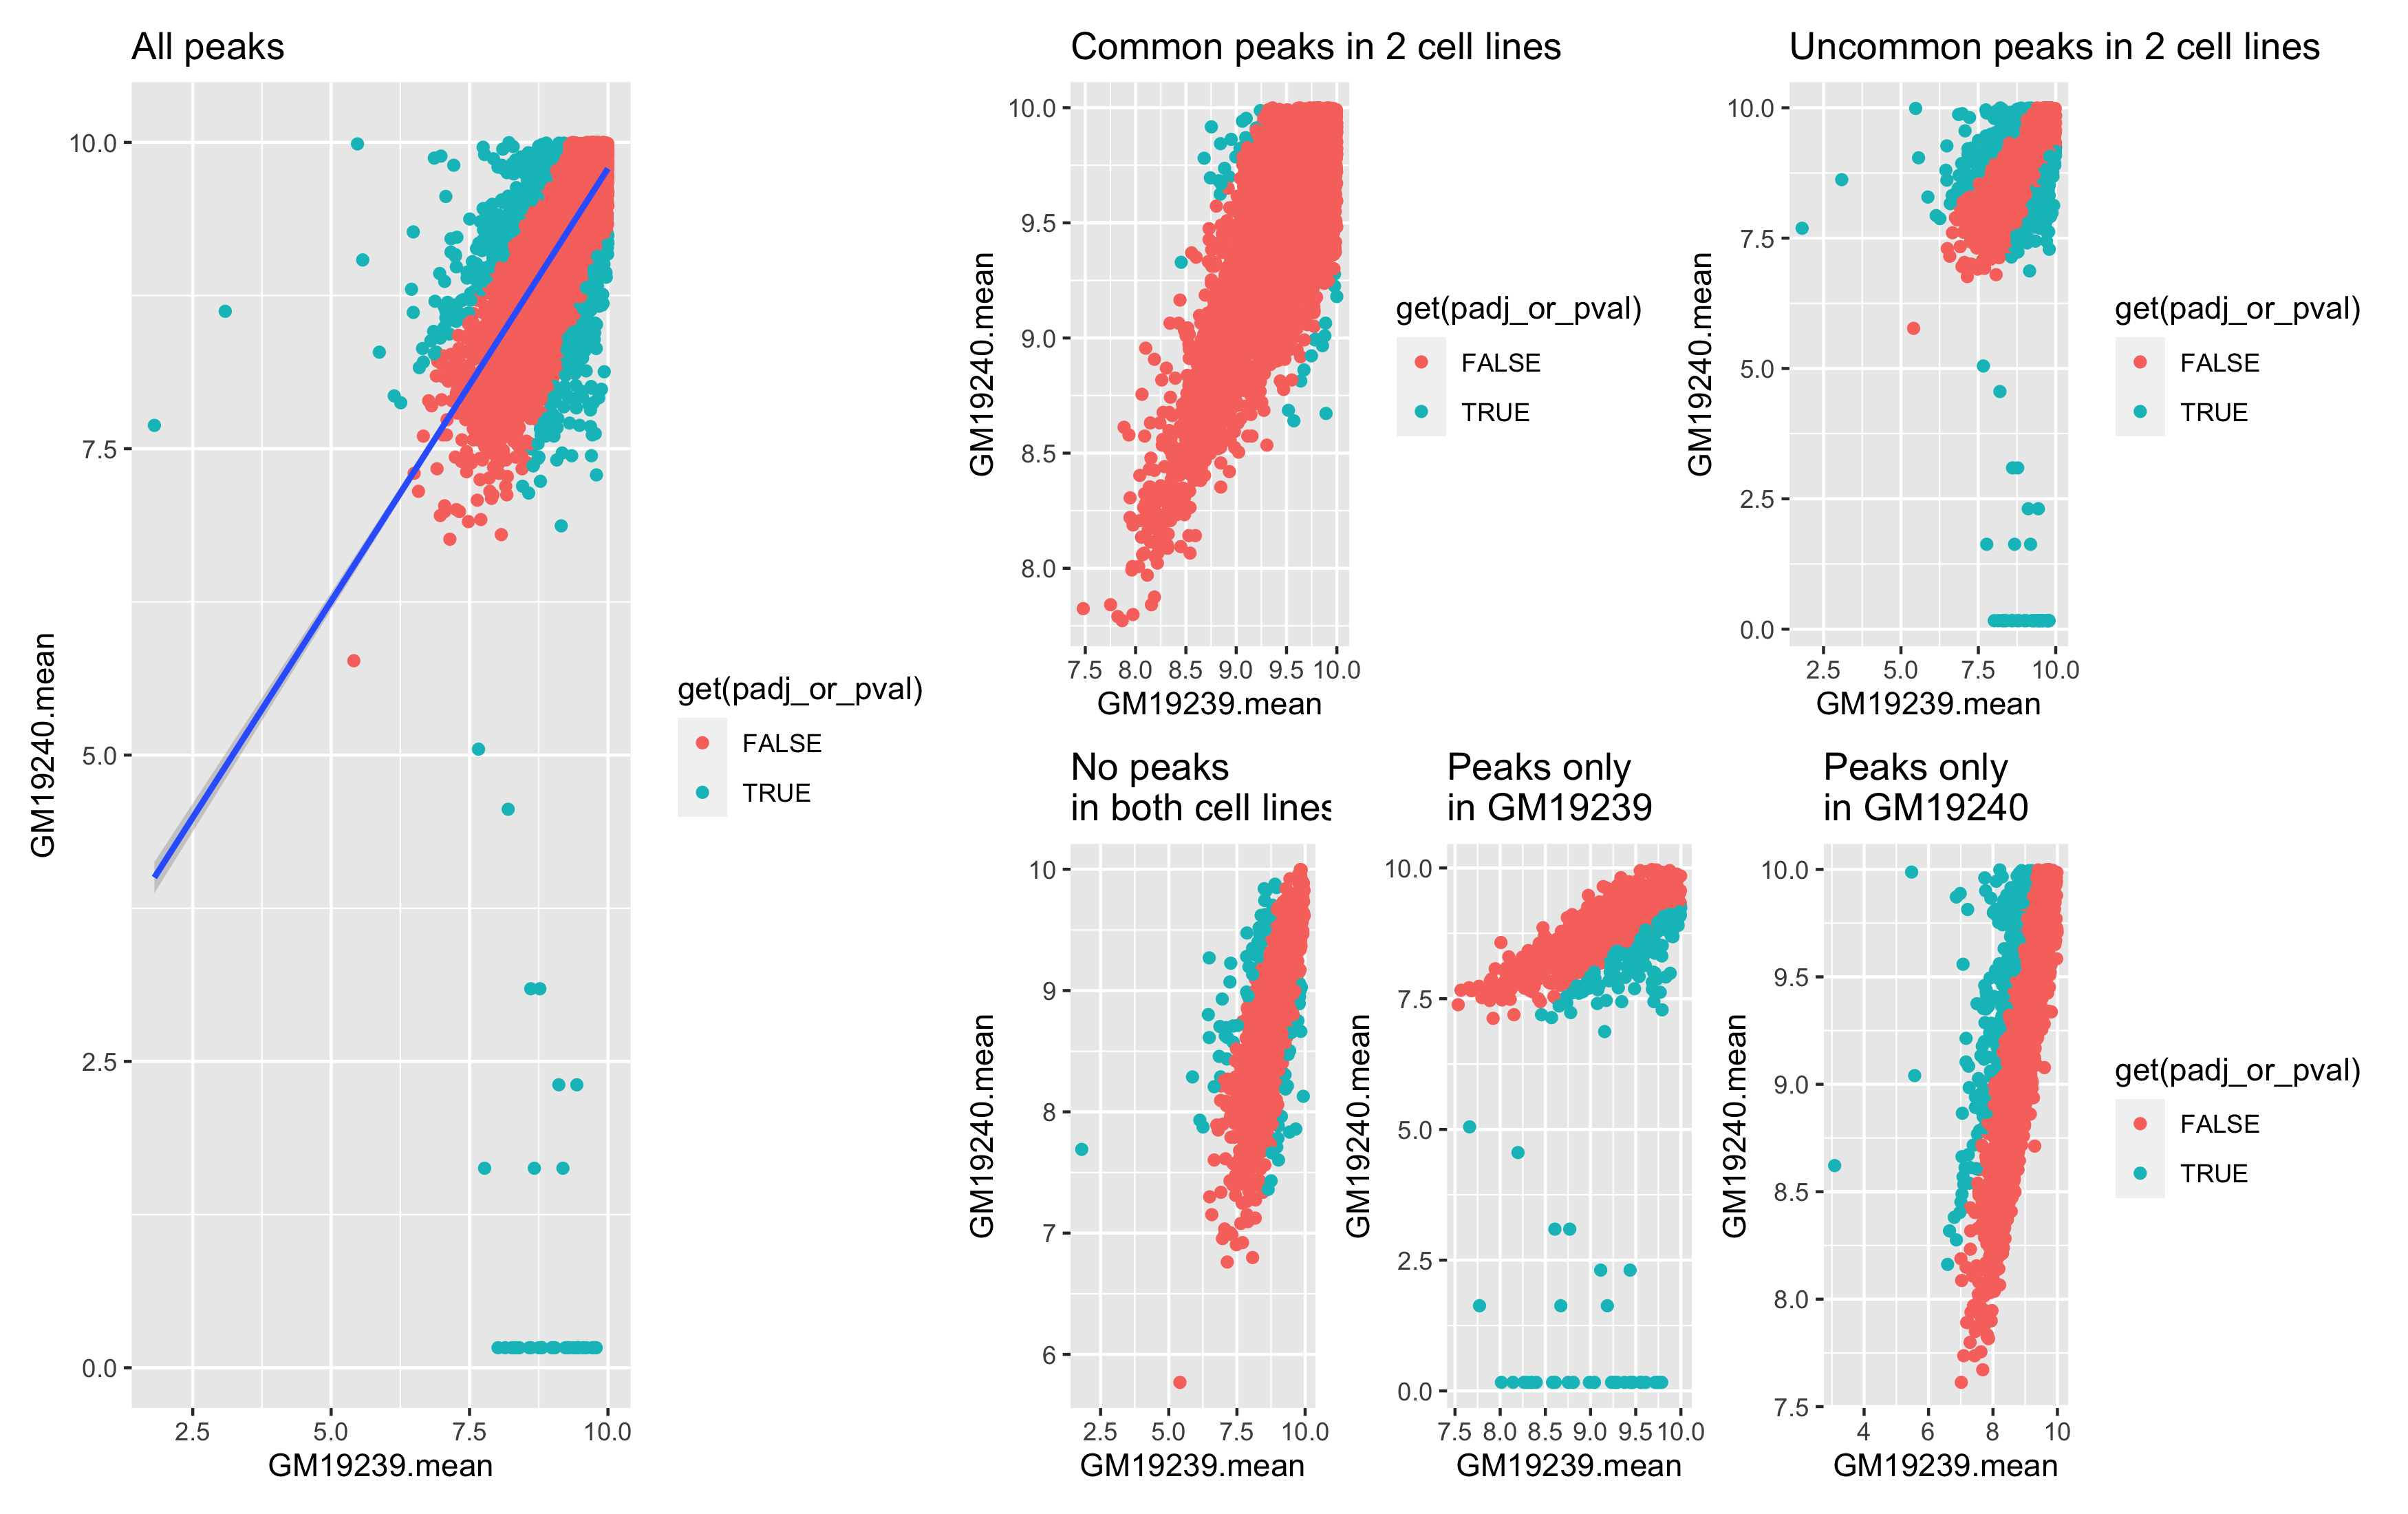 All peaks
10.0
7.5
5.0
2.5
0.0
GM19240.mean
2.5 5.0 7.5 10.0
GM19239.mean
get(padj_or_pval)
FALSE
TRUE
Common peaks in 2 cell lines
10.0
9.5
9.0
8.5
8.0
GM19240.mean
7.5 8.0 8.5 9.0 9.5 10.0
GM19239.mean
get(padj_or_pval)
FALSE
TRUE
Uncommon peaks in 2 cell lines
10.0
7.5
5.0
2.5
0.0
GM19240.mean
2.5 5.0 7.5 10.0
GM19239.mean
get(padj_or_pval)
FALSE
TRUE
No peaks
in both cell lines
10
9
8
7
6
GM19240.mean
2.5 5.0 7.5 10.0
GM19239.mean
Peaks only
in GM19239
10.0
7.5
5.0
2.5
0.0
GM19240.mean
7.5 8.0 8.5 9.0 9.5 10.0
GM19239.mean
Peaks only
in GM19240
10.0
9.5
9.0
8.5
8.0
7.5
GM19240.mean
4 6 8 10
GM19239.mean
get(padj_or_pval)
FALSE
TRUE